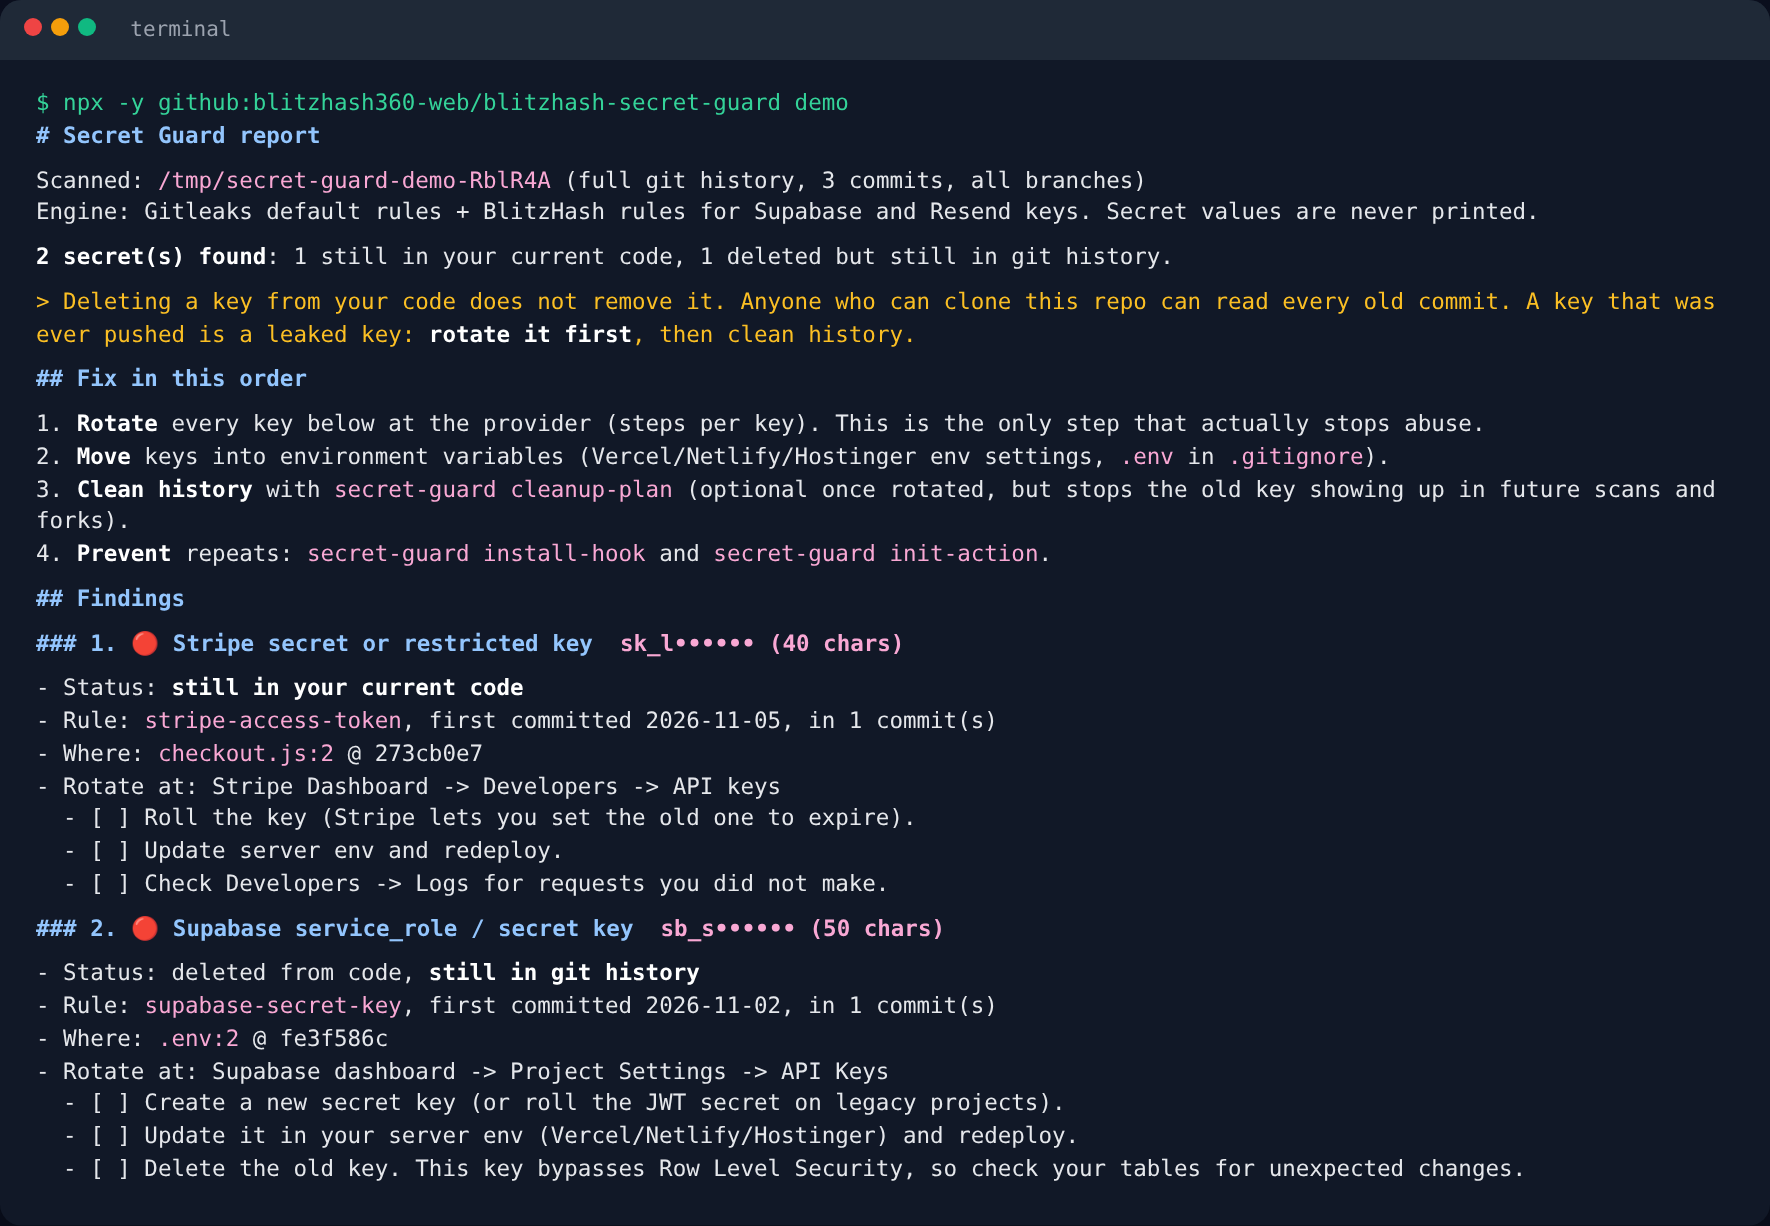 terminal
$ npx -y github:blitzhash360-web/blitzhash-secret-guard demo
# Secret Guard report
Scanned: /tmp/secret-guard-demo-RblR4A (full git history, 3 commits, all branches)
Engine: Gitleaks default rules + BlitzHash rules for Supabase and Resend keys. Secret values are never printed.
2 secret(s) found: 1 still in your current code, 1 deleted but still in git history.
> Deleting a key from your code does not remove it. Anyone who can clone this repo can read every old commit. A key that was
ever pushed is a leaked key: rotate it first, then clean history.
## Fix in this order
1. Rotate every key below at the provider (steps per key). This is the only step that actually stops abuse.
2. Move keys into environment variables (Vercel/Netlify/Hostinger env settings, .env in .gitignore).
3. Clean history with secret-guard cleanup-plan (optional once rotated, but stops the old key showing up in future scans and
forks).
4. Prevent repeats: secret-guard install-hook and secret-guard init-action.
## Findings
### 1. 🔴 Stripe secret or restricted key  sk_l•••••• (40 chars)
- Status: still in your current code
- Rule: stripe-access-token, first committed 2026-11-05, in 1 commit(s)
- Where: checkout.js:2 @ 273cb0e7
- Rotate at: Stripe Dashboard -> Developers -> API keys
  - [ ] Roll the key (Stripe lets you set the old one to expire).
  - [ ] Update server env and redeploy.
  - [ ] Check Developers -> Logs for requests you did not make.
### 2. 🔴 Supabase service_role / secret key  sb_s•••••• (50 chars)
- Status: deleted from code, still in git history
- Rule: supabase-secret-key, first committed 2026-11-02, in 1 commit(s)
- Where: .env:2 @ fe3f586c
- Rotate at: Supabase dashboard -> Project Settings -> API Keys
  - [ ] Create a new secret key (or roll the JWT secret on legacy projects).
  - [ ] Update it in your server env (Vercel/Netlify/Hostinger) and redeploy.
  - [ ] Delete the old key. This key bypasses Row Level Security, so check your tables for unexpected changes.